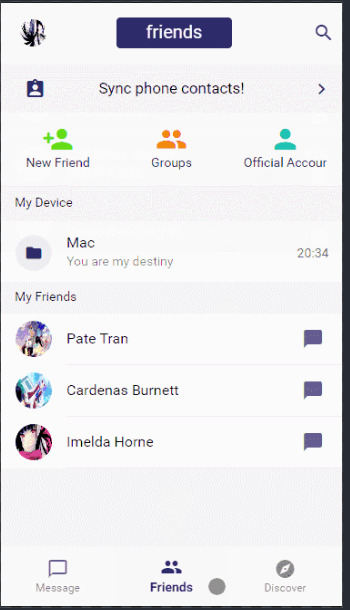 friends
Sync phone contacts!
New Friend
Groups
Official Accour
My Device
Mac
20:34
You are my destiny
My Friends
Pate Tran
Cardenas Burnett
Imelda Horne
Message
Friends
Discover